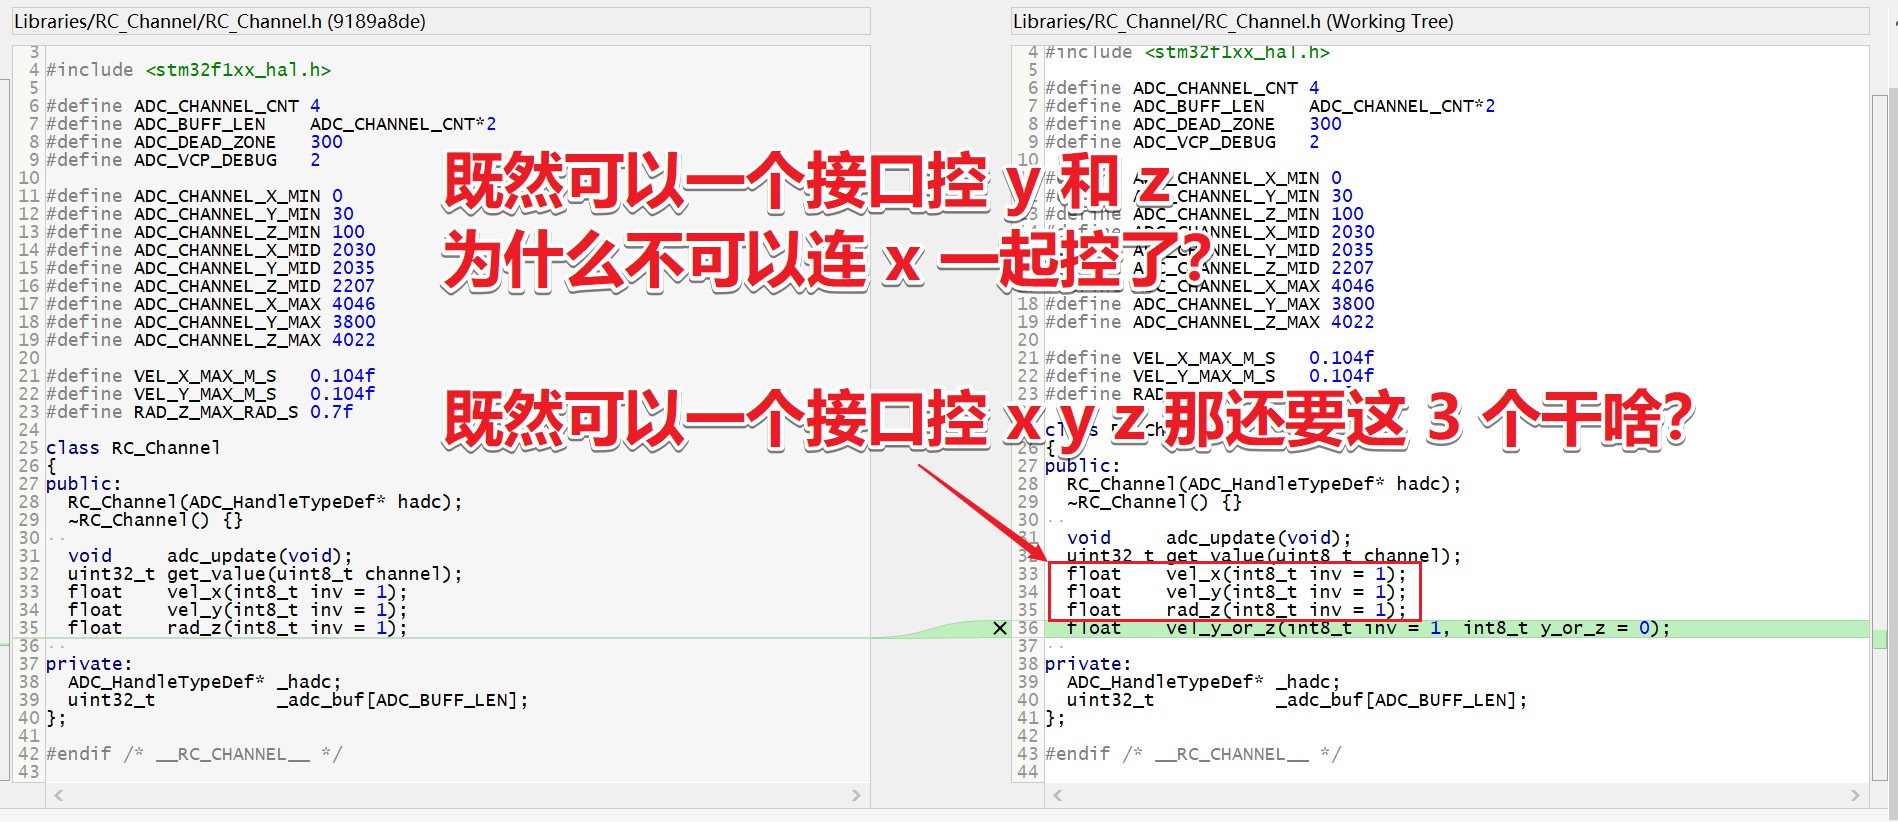 Libraries/RC_Channel/RC_Channel.h (9189a8de)
3
4 #include <stm32f1xx_hal.h>
5
6 #define ADC_CHANNEL_CNT 4
7 #define ADC_BUFF_LEN    ADC_CHANNEL_CNT*2
8 #define ADC_DEAD_ZONE   300
9 #define ADC_VCP_DEBUG   2
10
11 #define ADC_CHANNEL_X_MIN 0
12 #define ADC_CHANNEL_Y_MIN 30
13 #define ADC_CHANNEL_Z_MIN 100
14 #define ADC_CHANNEL_X_MID 2030
15 #define ADC_CHANNEL_Y_MID 2035
16 #define ADC_CHANNEL_Z_MID 2207
17 #define ADC_CHANNEL_X_MAX 4046
18 #define ADC_CHANNEL_Y_MAX 3800
19 #define ADC_CHANNEL_Z_MAX 4022
20
21 #define VEL_X_MAX_M_S   0.104f
22 #define VEL_Y_MAX_M_S   0.104f
23 #define RAD_Z_MAX_RAD_S 0.7f
24
25 class RC_Channel
26 {
27 public:
28   RC_Channel(ADC_HandleTypeDef* hadc);
29   ~RC_Channel() {}
30
31   void     adc_update(void);
32   uint32_t get_value(uint8_t channel);
33   float    vel_x(int8_t inv = 1);
34   float    vel_y(int8_t inv = 1);
35   float    rad_z(int8_t inv = 1);
36
37 private:
38   ADC_HandleTypeDef* _hadc;
39   uint32_t           _adc_buf[ADC_BUFF_LEN];
40 };
41
42 #endif /* __RC_CHANNEL__ */
43
既然可以一个接口控 y 和 z
为什么不可以连 x 一起控了?
既然可以一个接口控 x y z 那还要这 3 个干啥?
Libraries/RC_Channel/RC_Channel.h (Working Tree)
4 #include <stm32f1xx_hal.h>
5
6 #define ADC_CHANNEL_CNT 4
7 #define ADC_BUFF_LEN    ADC_CHANNEL_CNT*2
8 #define ADC_DEAD_ZONE   300
9 #define ADC_VCP_DEBUG   2
10
#define ADC_CHANNEL_X_MIN 0
#define ADC_CHANNEL_Y_MIN 30
13 #define ADC_CHANNEL_Z_MIN 100
#define ADC_CHANNEL_X_MID 2030
#define ADC_CHANNEL_Y_MID 2035
#define ADC_CHANNEL_Z_MID 2207
#define ADC_CHANNEL_X_MAX 4046
18 #define ADC_CHANNEL_Y_MAX 3800
19 #define ADC_CHANNEL_Z_MAX 4022
20
21 #define VEL_X_MAX_M_S   0.104f
22 #define VEL_Y_MAX_M_S   0.104f
23 #define RAD
26 {
27 public:
28   RC_Channel(ADC_HandleTypeDef* hadc);
29   ~RC_Channel() {}
30
31   void     adc_update(void);
32   uint32_t get_value(uint8_t channel);
33   float    vel_x(int8_t inv = 1);
34   float    vel_y(int8_t inv = 1);
35   float    rad_z(int8_t inv = 1);
36   float    vel_y_or_z(int8_t inv = 1, int8_t y_or_z = 0);
37
38 private:
39   ADC_HandleTypeDef* _hadc;
40   uint32_t           _adc_buf[ADC_BUFF_LEN];
41 };
42
43 #endif /* __RC_CHANNEL__ */
44